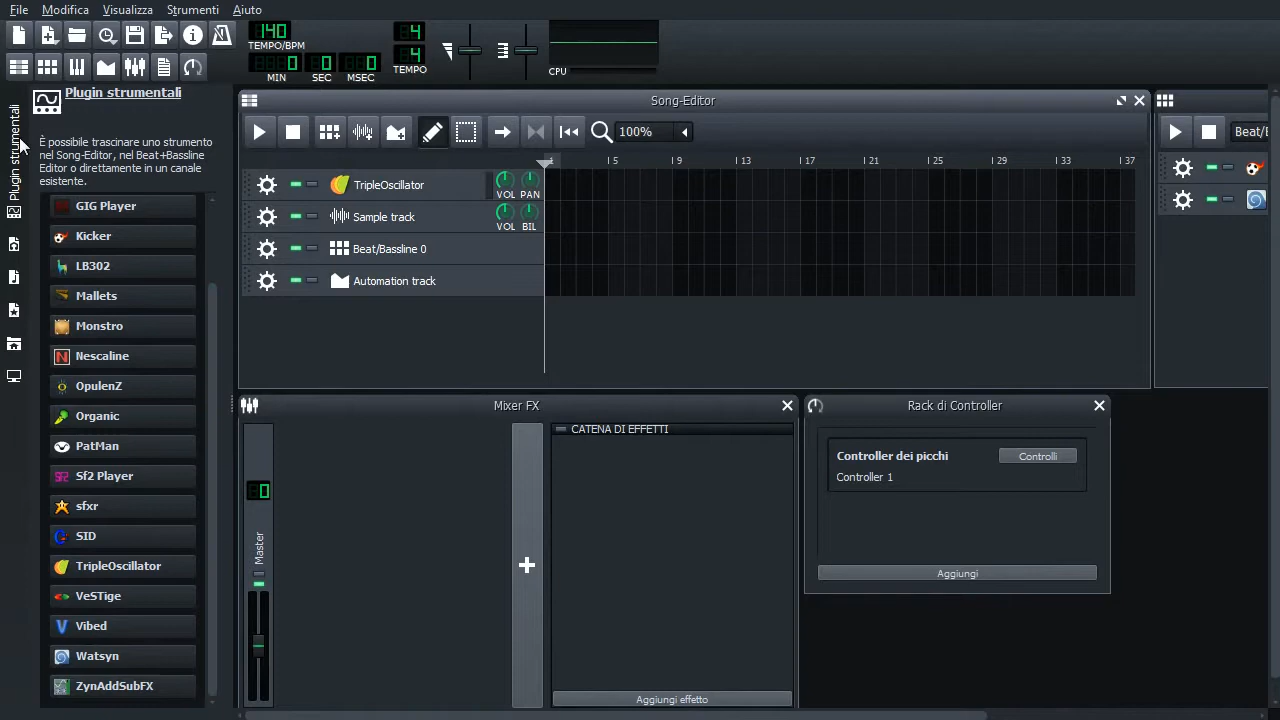 File Modifica Visualizza Strumenti Aiuto
140
TEMPO/BPM
4
4
TEMPO
0 0 0
MIN SEC MSEC
CPU
Plugin strumentali
Plugin strumentali
È possibile trascinare uno strumento
nel Song-Editor, nel Beat+Bassline
Editor o direttamente in un canale
esistente.
GIG Player
Kicker
LB302
Mallets
Monstro
Nescaline
OpulenZ
Organic
PatMan
Sf2 Player
sfxr
SID
TripleOscillator
VeSTige
Vibed
Watsyn
ZynAddSubFX
Song-Editor
100%
5 9 13 17 21 25 29 33 37
TripleOscillator
VOL PAN
Sample track
VOL BIL
Beat/Bassline 0
Automation track
Beat/E
Mixer FX
0
Master
CATENA DI EFFETTI
Aggiungi effetto
Rack di Controller
Controller dei picchi
Controlli
Controller 1
Aggiungi